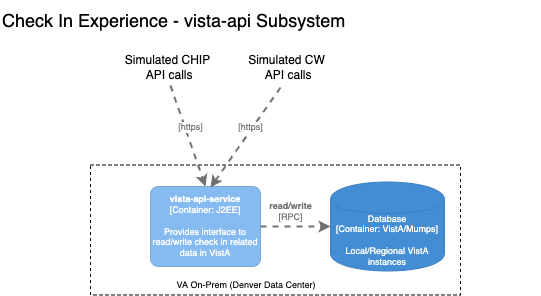 Check In Experience - vista-api Subsystem
Simulated CHIP
API calls
Simulated CW
API calls
[https]
[https]
vista-api-service
[Container: J2EE]
Provides interface to
read/write check in related
data in VistA
read/write
[RPC]
Database
[Container: VistA/Mumps]
Local/Regional VistA
instances
VA On-Prem (Denver Data Center)